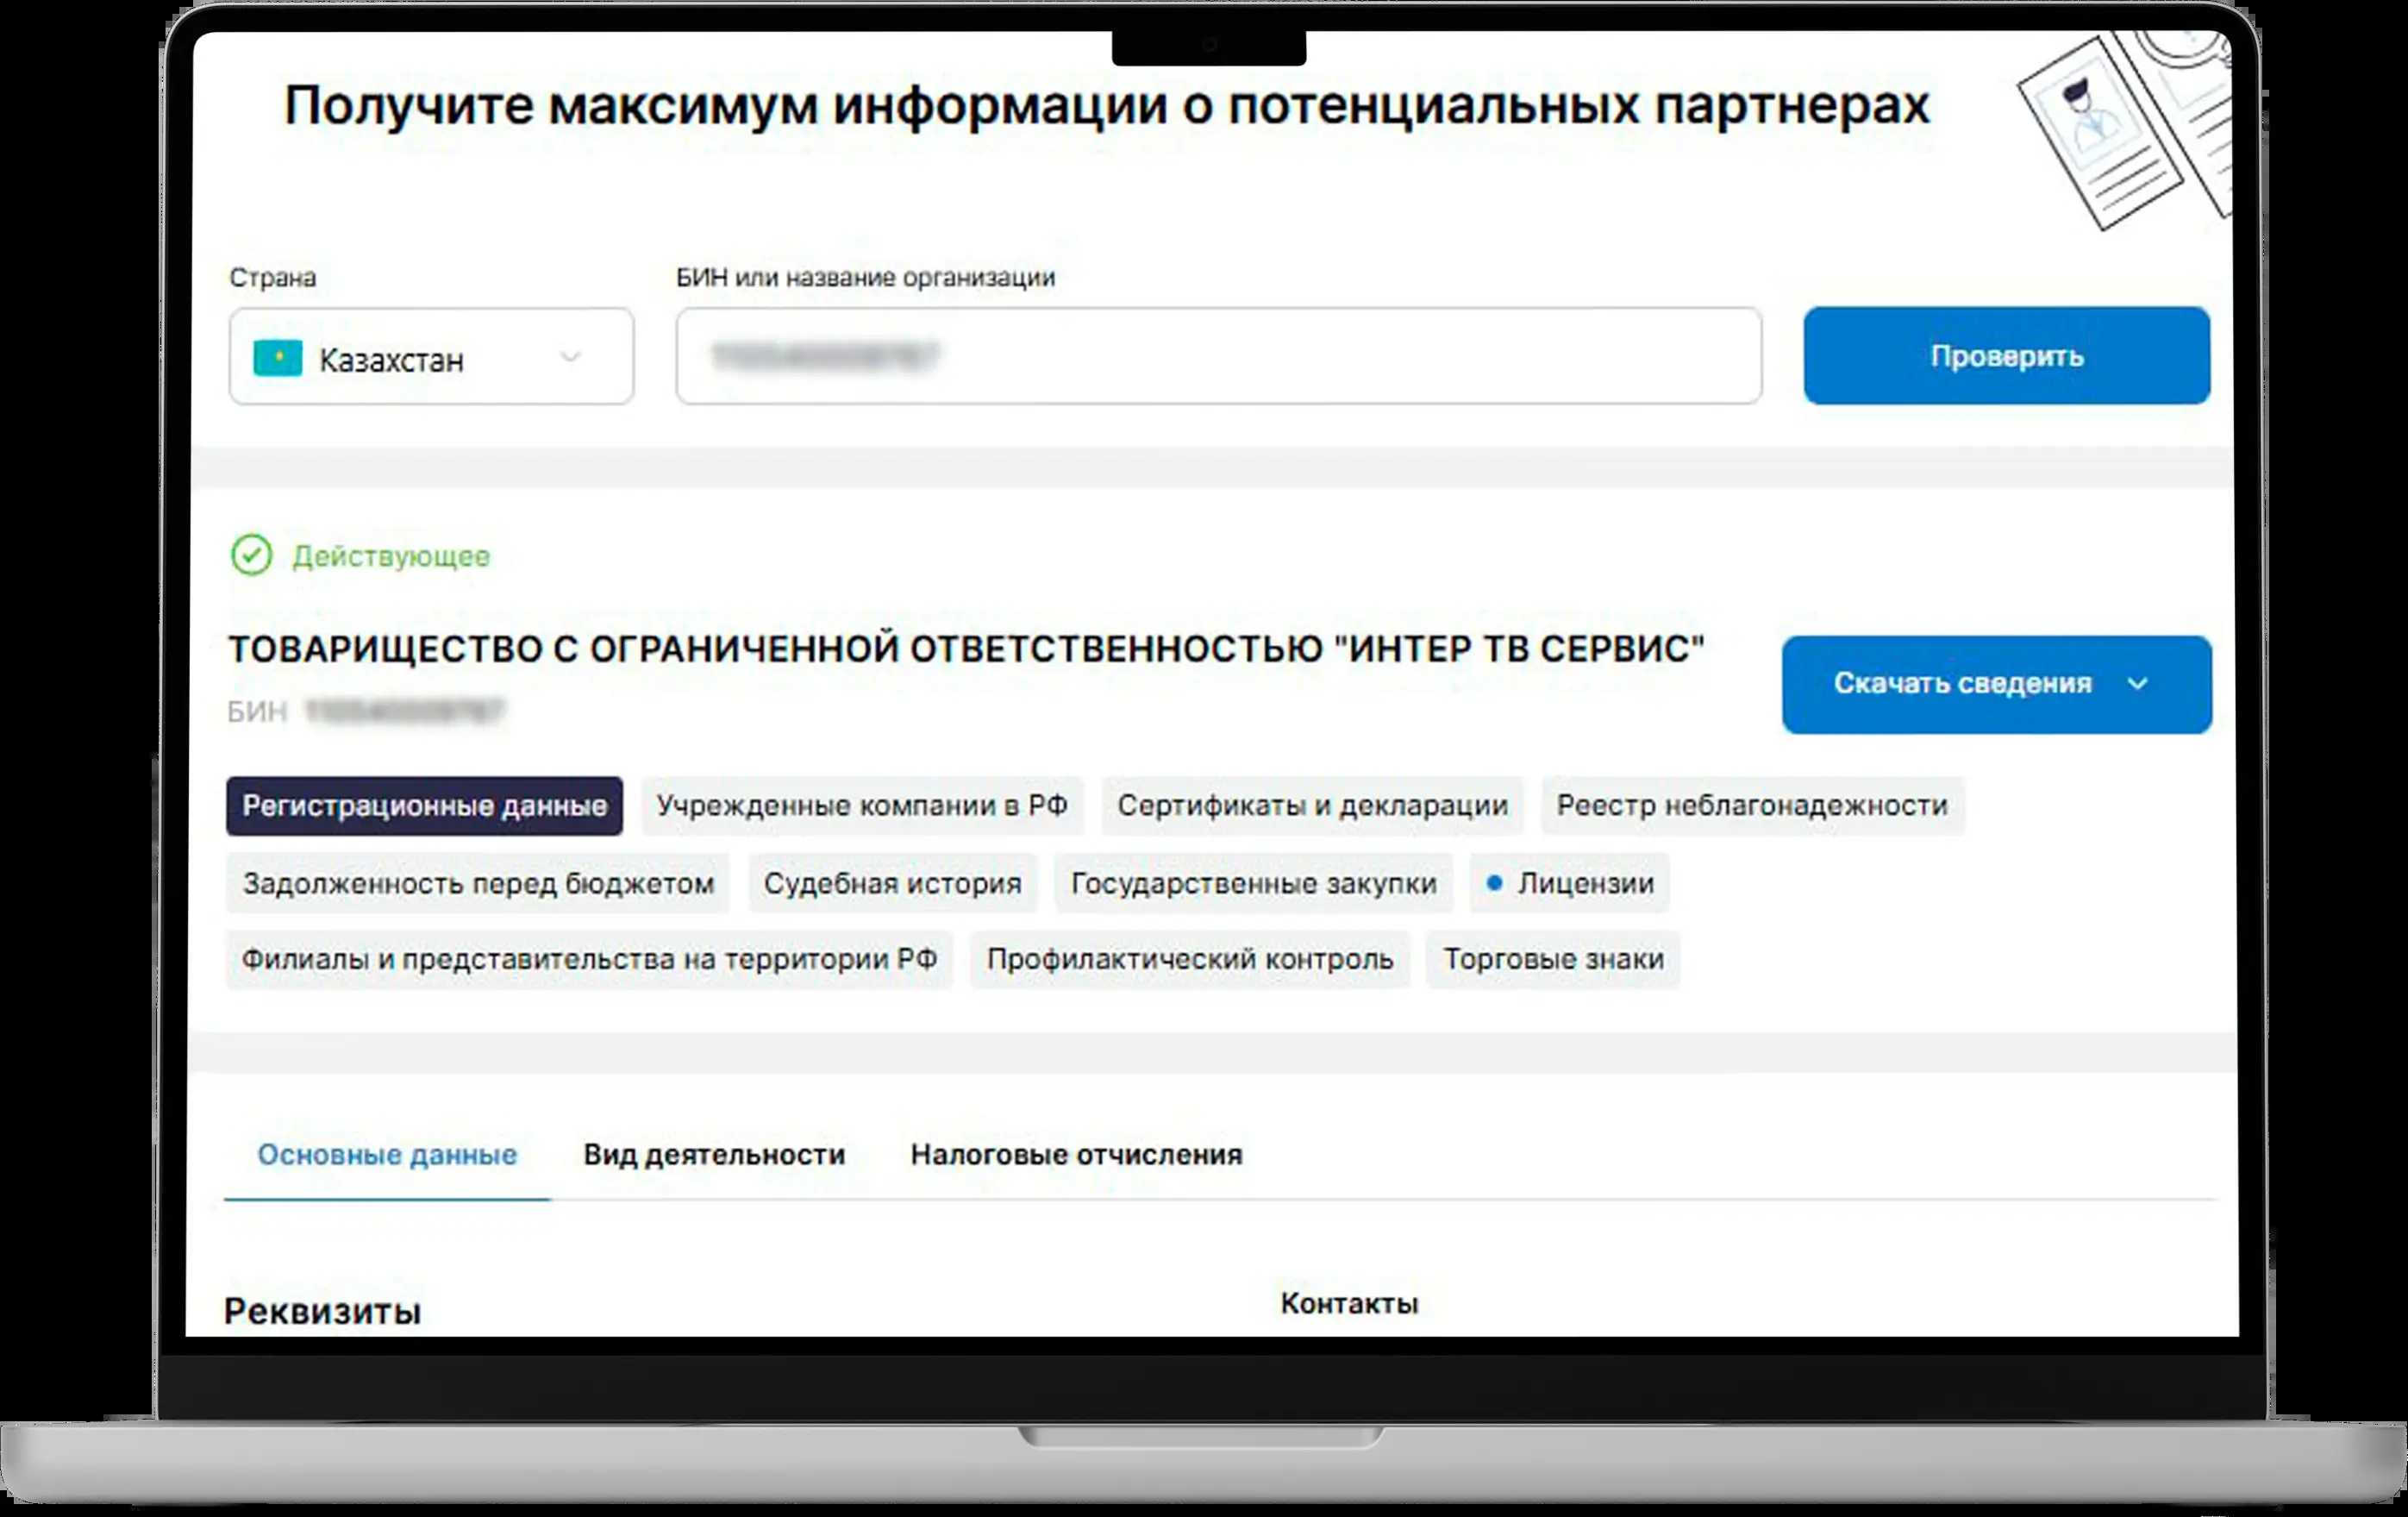 Получите максимум информации о потенциальных партнерах
Страна
БИН или название организации
Казахстан
Проверить
Действующее
ТОВАРИЩЕСТВО С ОГРАНИЧЕННОЙ ОТВЕТСТВЕННОСТЬЮ "ИНТЕР ТВ СЕРВИС"
Скачать сведения
БИН
Регистрационные данные
Учрежденные компании в РФ
Сертификаты и декларации
Реестр неблагонадежности
Задолженность перед бюджетом
Судебная история
Государственные закупки
Лицензии
Филиалы и представительства на территории РФ
Профилактический контроль
Торговые знаки
Основные данные
Вид деятельности
Налоговые отчисления
Реквизиты
Контакты